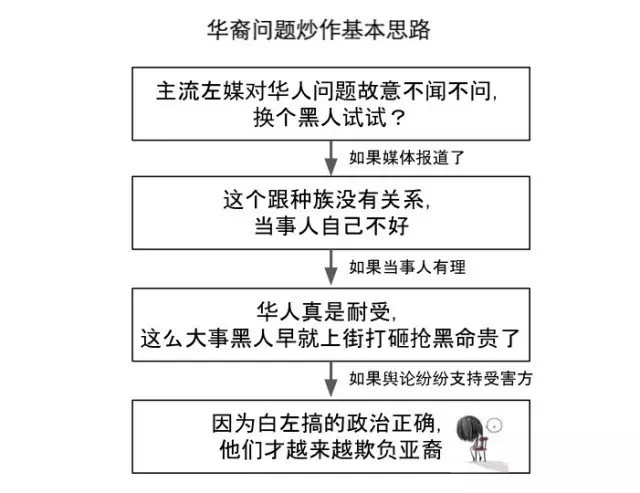 华裔问题炒作基本思路
主流左媒对华人问题故意不闻不问,
换个黑人试试？
如果媒体报道了
这个跟种族没有关系,
当事人自己不好
如果当事人有理
华人真是耐受,
这么大事黑人早就上街打砸抢黑命贵了
如果舆论纷纷支持受害方
因为白左搞的政治正确,
他们才越来越欺负亚裔